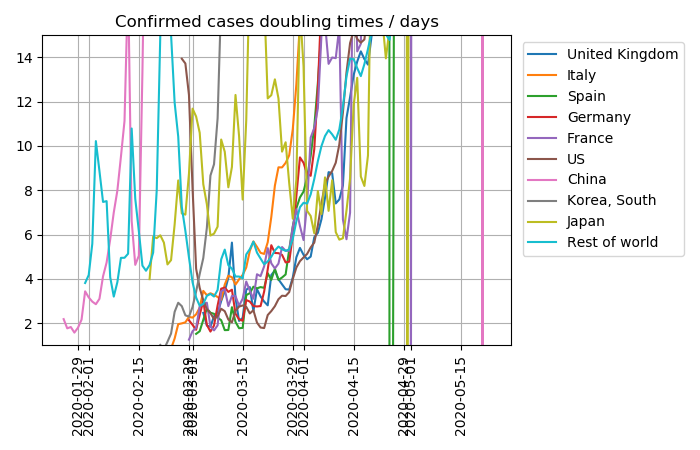 Confirmed cases doubling times / days
14
12
10
8
6
4
2
2020-01-29
2020-02-01
2020-02-15
2020-02-29
2020-03-01
2020-03-15
2020-03-29
2020-04-01
2020-04-15
2020-04-29
2020-05-01
2020-05-15
United Kingdom
Italy
Spain
Germany
France
US
China
Korea, South
Japan
Rest of world